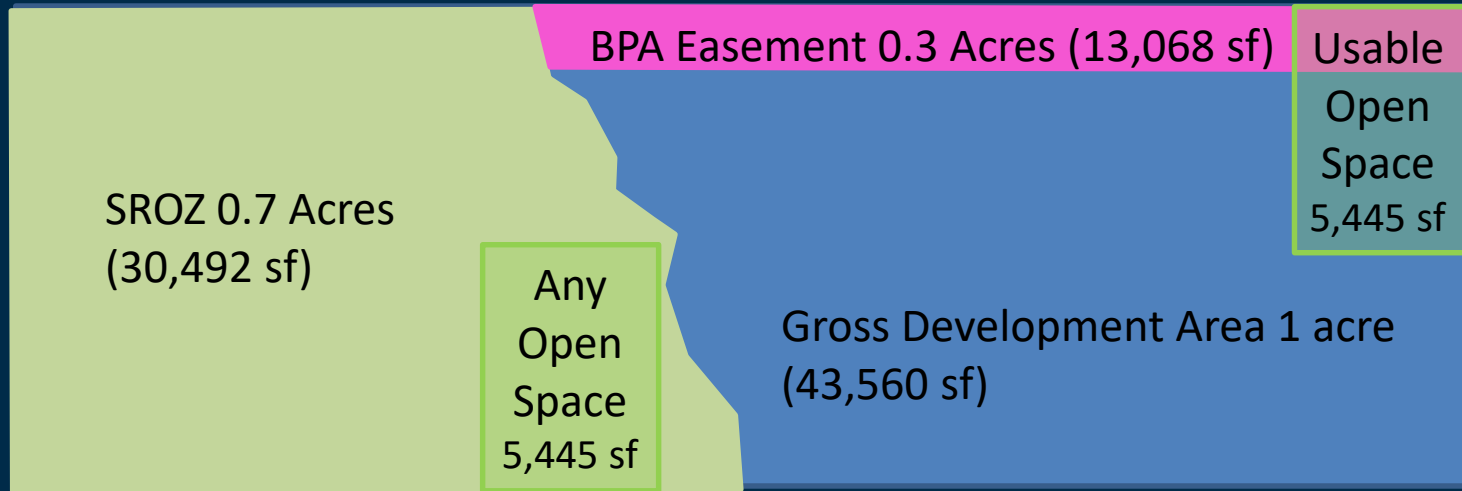 BPA Easement 0.3 Acres (13,068 sf)
Usable
Open
Space
5,445 sf
SROZ 0.7 Acres
(30,492 sf)
Any
Open
Space
5,445 sf
Gross Development Area 1 acre
(43,560 sf)